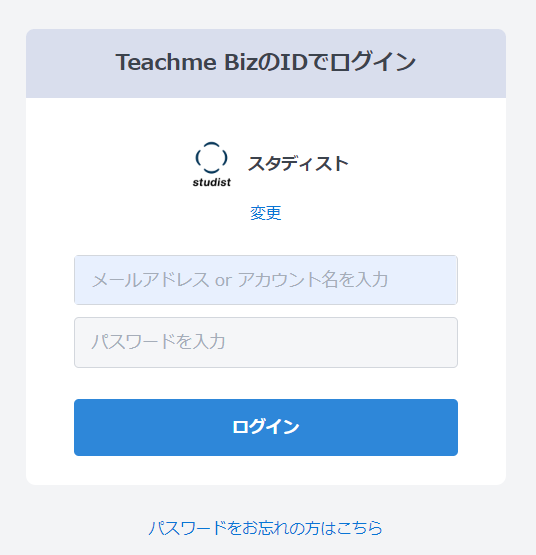 Teachme BizのIDでログイン
studist
スタディスト
変更
メールアドレス or アカウント名を入力
パスワードを入力
ログイン
パスワードをお忘れの方はこちら